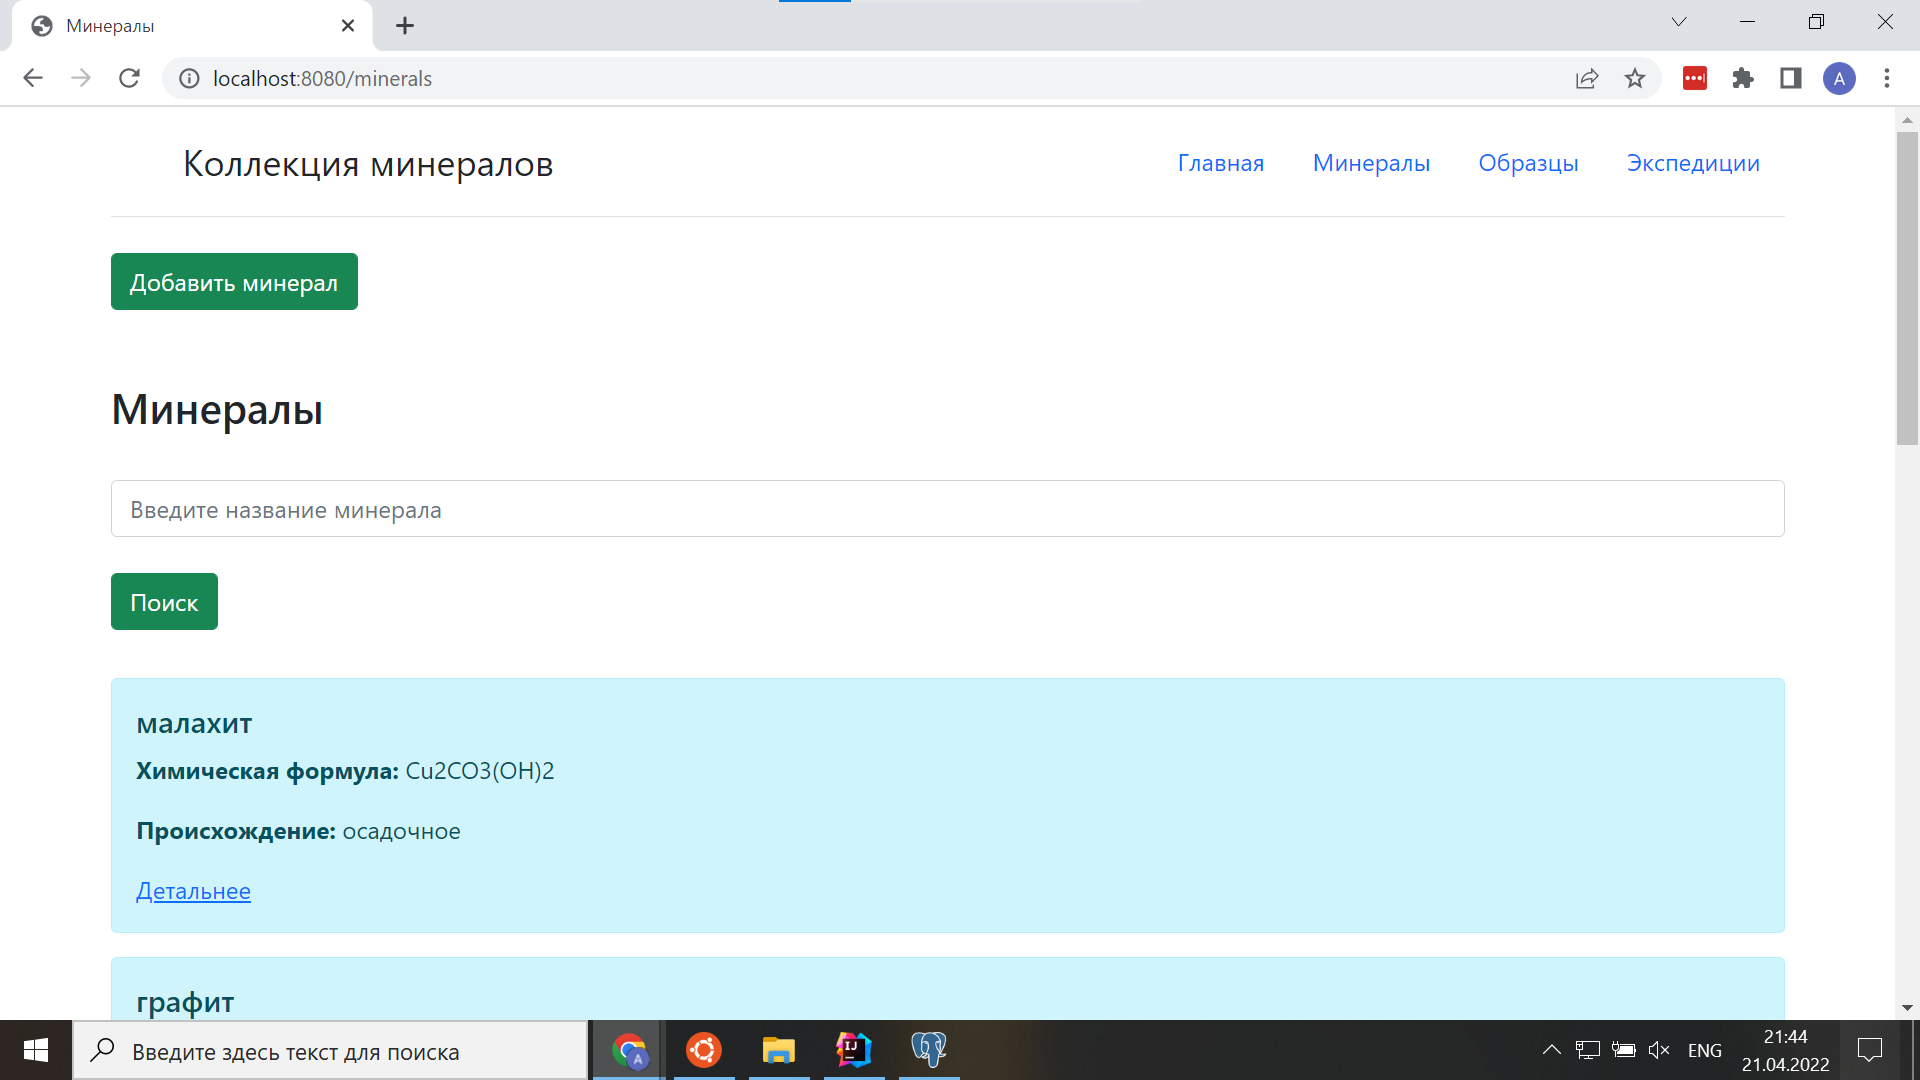 Минералы
localhost:8080/minerals
A
Коллекция минералов
Главная Минералы Образцы Экспедиции
Добавить минерал
Минералы
Введите название минерала
Поиск
малахит
Химическая формула: Cu2CO3(OH)2
Происхождение: осадочное
Детальнее
графит
Введите здесь текст для поиска
A
IJ
ENG
21:44
21.04.2022